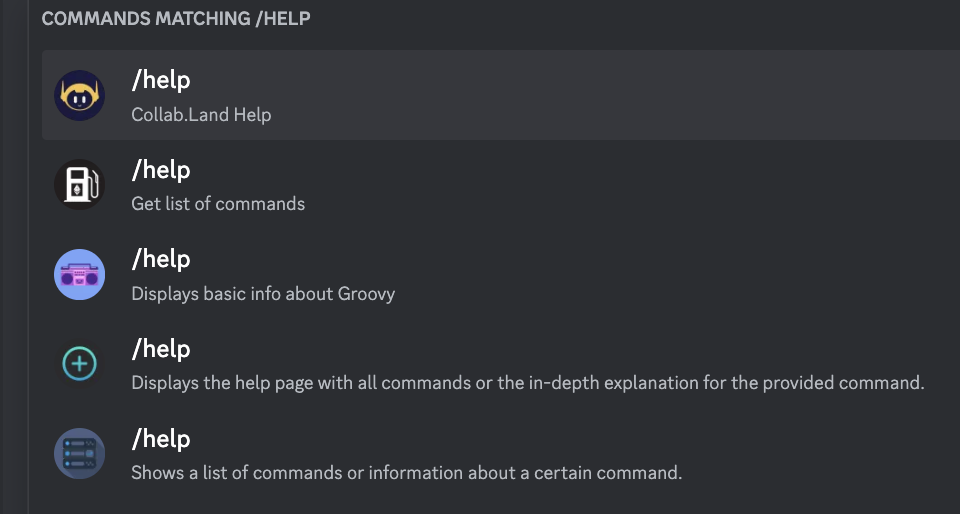 COMMANDS MATCHING /HELP
/help
Collab.Land Help
/help
Get list of commands
/help
Displays basic info about Groovy
/help
Displays the help page with all commands or the in-depth explanation for the provided command.
/help
Shows a list of commands or information about a certain command.